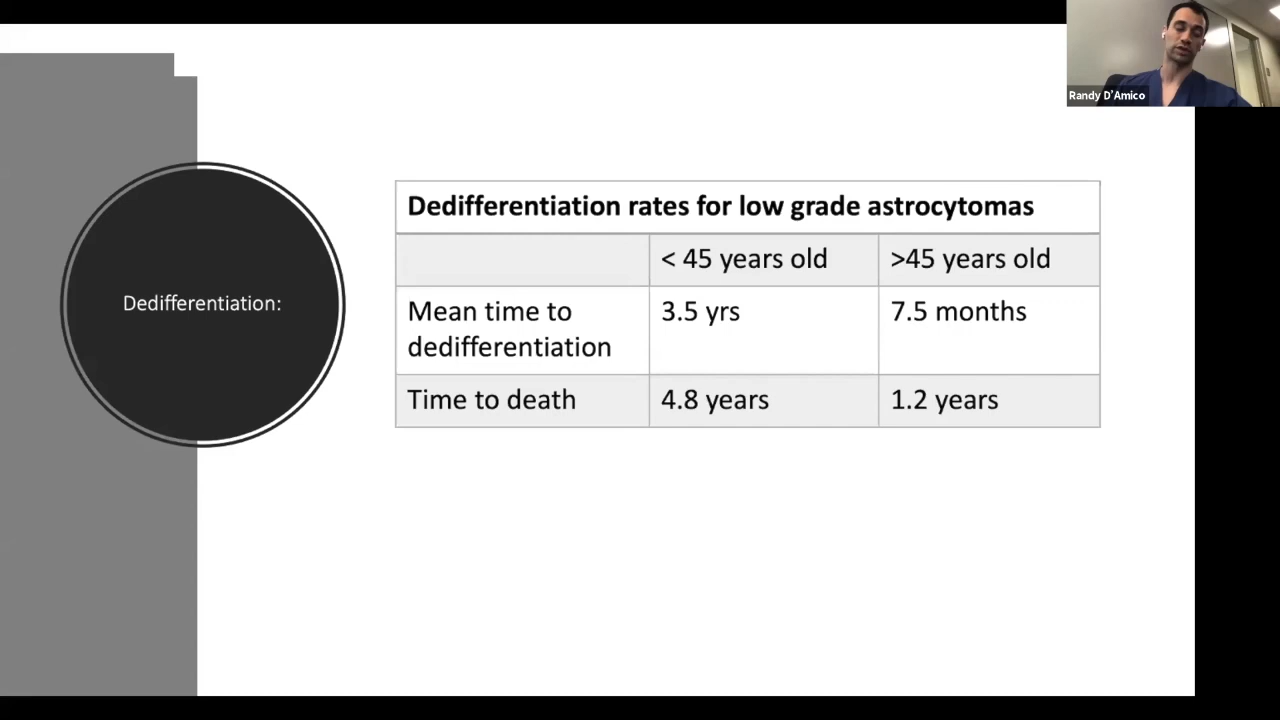 Randy D'Amico
Dedifferentiation:
Dedifferentiation rates for low grade astrocytomas
< 45 years old
>45 years old
Mean time to
dedifferentiation
3.5 yrs
7.5 months
Time to death
4.8 years
1.2 years